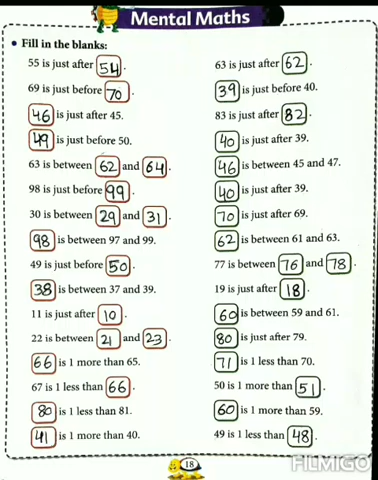 Mental Maths
• Fill in the blanks:
55 is just after 54.
69 is just before 70.
46 is just after 45.
49 is just before 50.
63 is between 62 and 64.
98 is just before 99.
30 is between 29 and 31.
98 is between 97 and 99.
49 is just before 50.
38 is between 37 and 39.
11 is just after 10.
22 is between 21 and 23.
66 is 1 more than 65.
67 is 1 less than 66.
80 is 1 less than 81.
41 is 1 more than 40.
63 is just after 62.
39 is just before 40.
83 is just after 82.
40 is just after 39.
46 is between 45 and 47.
40 is just after 39.
70 is just after 69.
62 is between 61 and 63.
77 is between 76 and 78.
19 is just after 18.
60 is between 59 and 61.
80 is just after 79.
71 is 1 less than 70.
50 is 1 more than 51.
60 is 1 more than 59.
49 is 1 less than 48.
18
FILMIGO